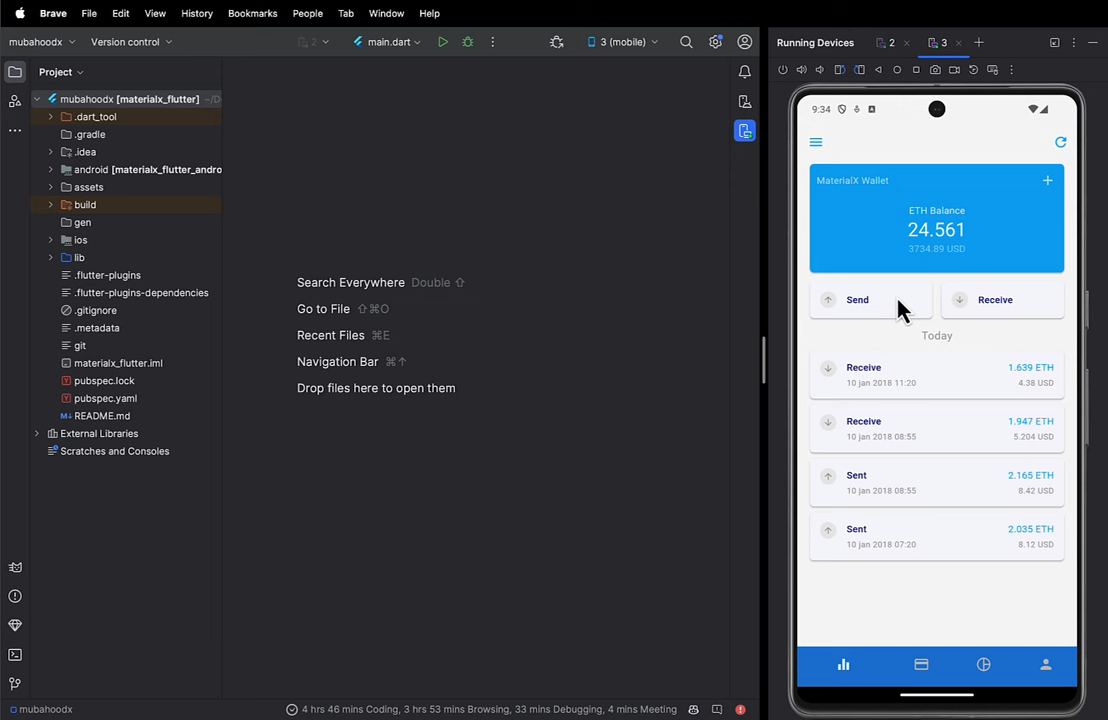 Brave File Edit View History Bookmarks People Tab Window Help
mubahoodx Version control 2 main.dart 3 (mobile)
Project
mubahoodx [materialx_flutter] ~/D
.dart_tool
.gradle
.idea
android [materialx_flutter_andro
assets
build
gen
ios
lib
.flutter-plugins
.flutter-plugins-dependencies
.gitignore
.metadata
git
materialx_flutter.iml
pubspec.lock
pubspec.yaml
README.md
External Libraries
Scratches and Consoles
Search Everywhere Double ⇧
Go to File ⇧⌘O
Recent Files ⌘E
Navigation Bar ⌘↑
Drop files here to open them
Running Devices 2 3
9:34
MaterialX Wallet
ETH Balance
24.561
3734.89 USD
Send Receive
Today
Receive 1.639 ETH
10 jan 2018 11:20 4.38 USD
Receive 1.947 ETH
10 jan 2018 08:55 5.204 USD
Sent 2.165 ETH
10 jan 2018 08:55 8.42 USD
Sent 2.035 ETH
10 jan 2018 07:20 8.12 USD
mubahoodx 4 hrs 46 mins Coding, 3 hrs 53 mins Browsing, 33 mins Debugging, 4 mins Meeting